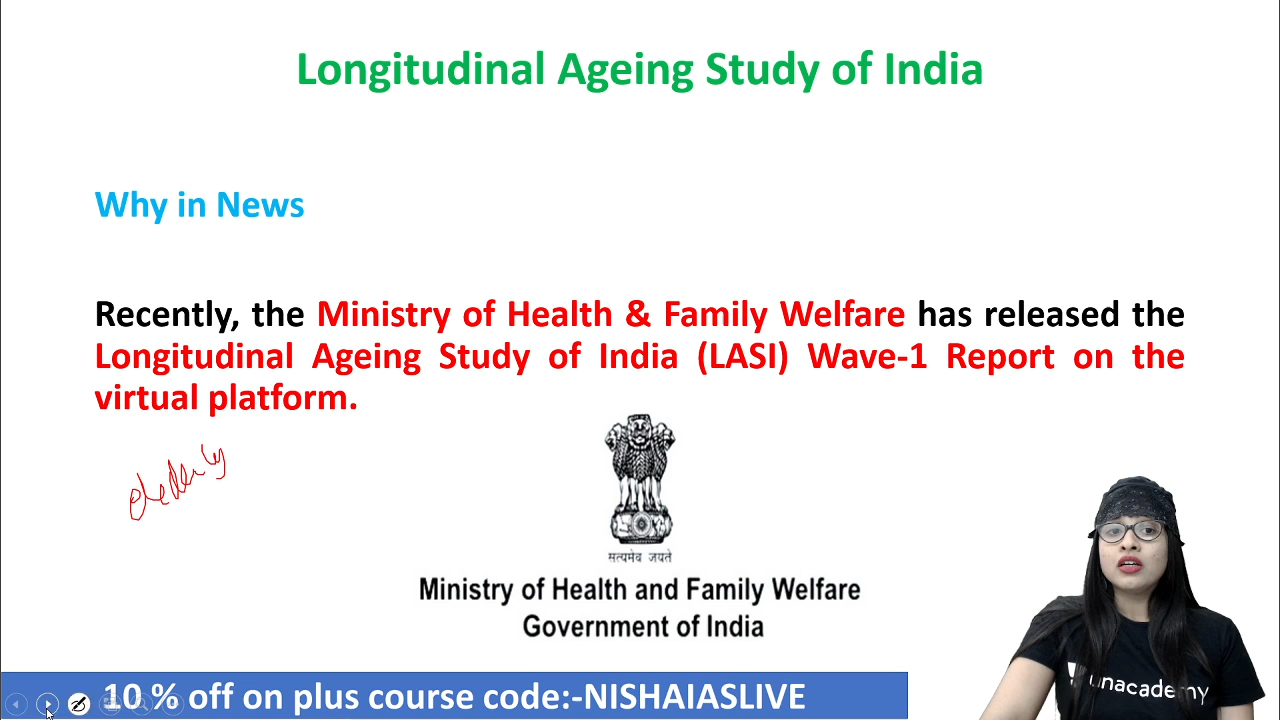 Longitudinal Ageing Study of India
Why in News
Recently, the Ministry of Health & Family Welfare has released the
Longitudinal Ageing Study of India (LASI) Wave-1 Report on the
virtual platform.
elederly
सत्यमेव जयते
Ministry of Health and Family Welfare
Government of India
unacademy
10 % off on plus course code:-NISHAIASLIVE